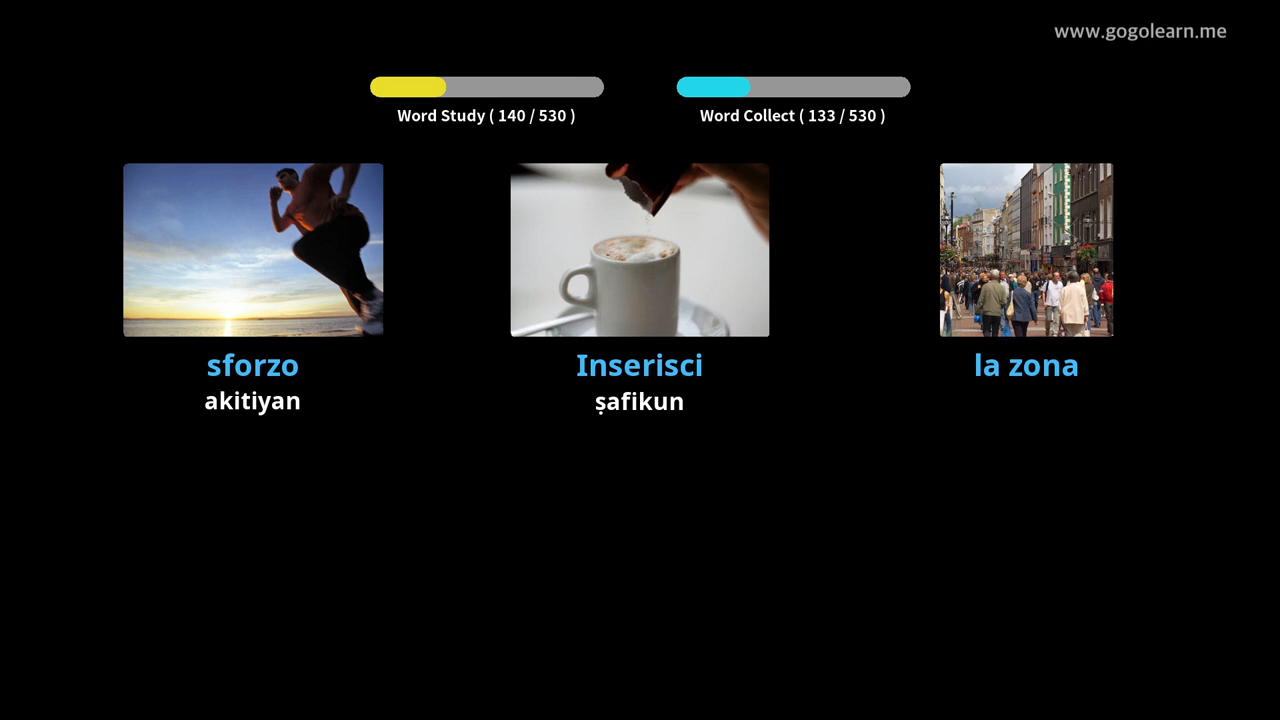 www.gogolearn.me
Word Study ( 140 / 530 )
Word Collect ( 133 / 530 )
sforzo
akitiyan
Inserisci
ṣafikun
la zona